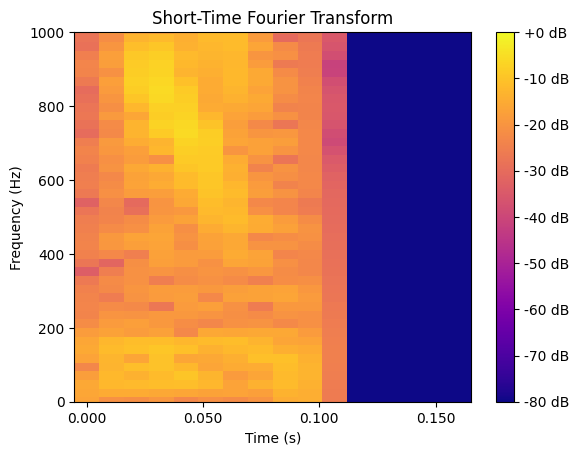 Short-Time Fourier Transform
Frequency (Hz)
1000
800
600
400
200
0
0.000
0.050
0.100
0.150
Time (s)
+0 dB
-10 dB
-20 dB
-30 dB
-40 dB
-50 dB
-60 dB
-70 dB
-80 dB